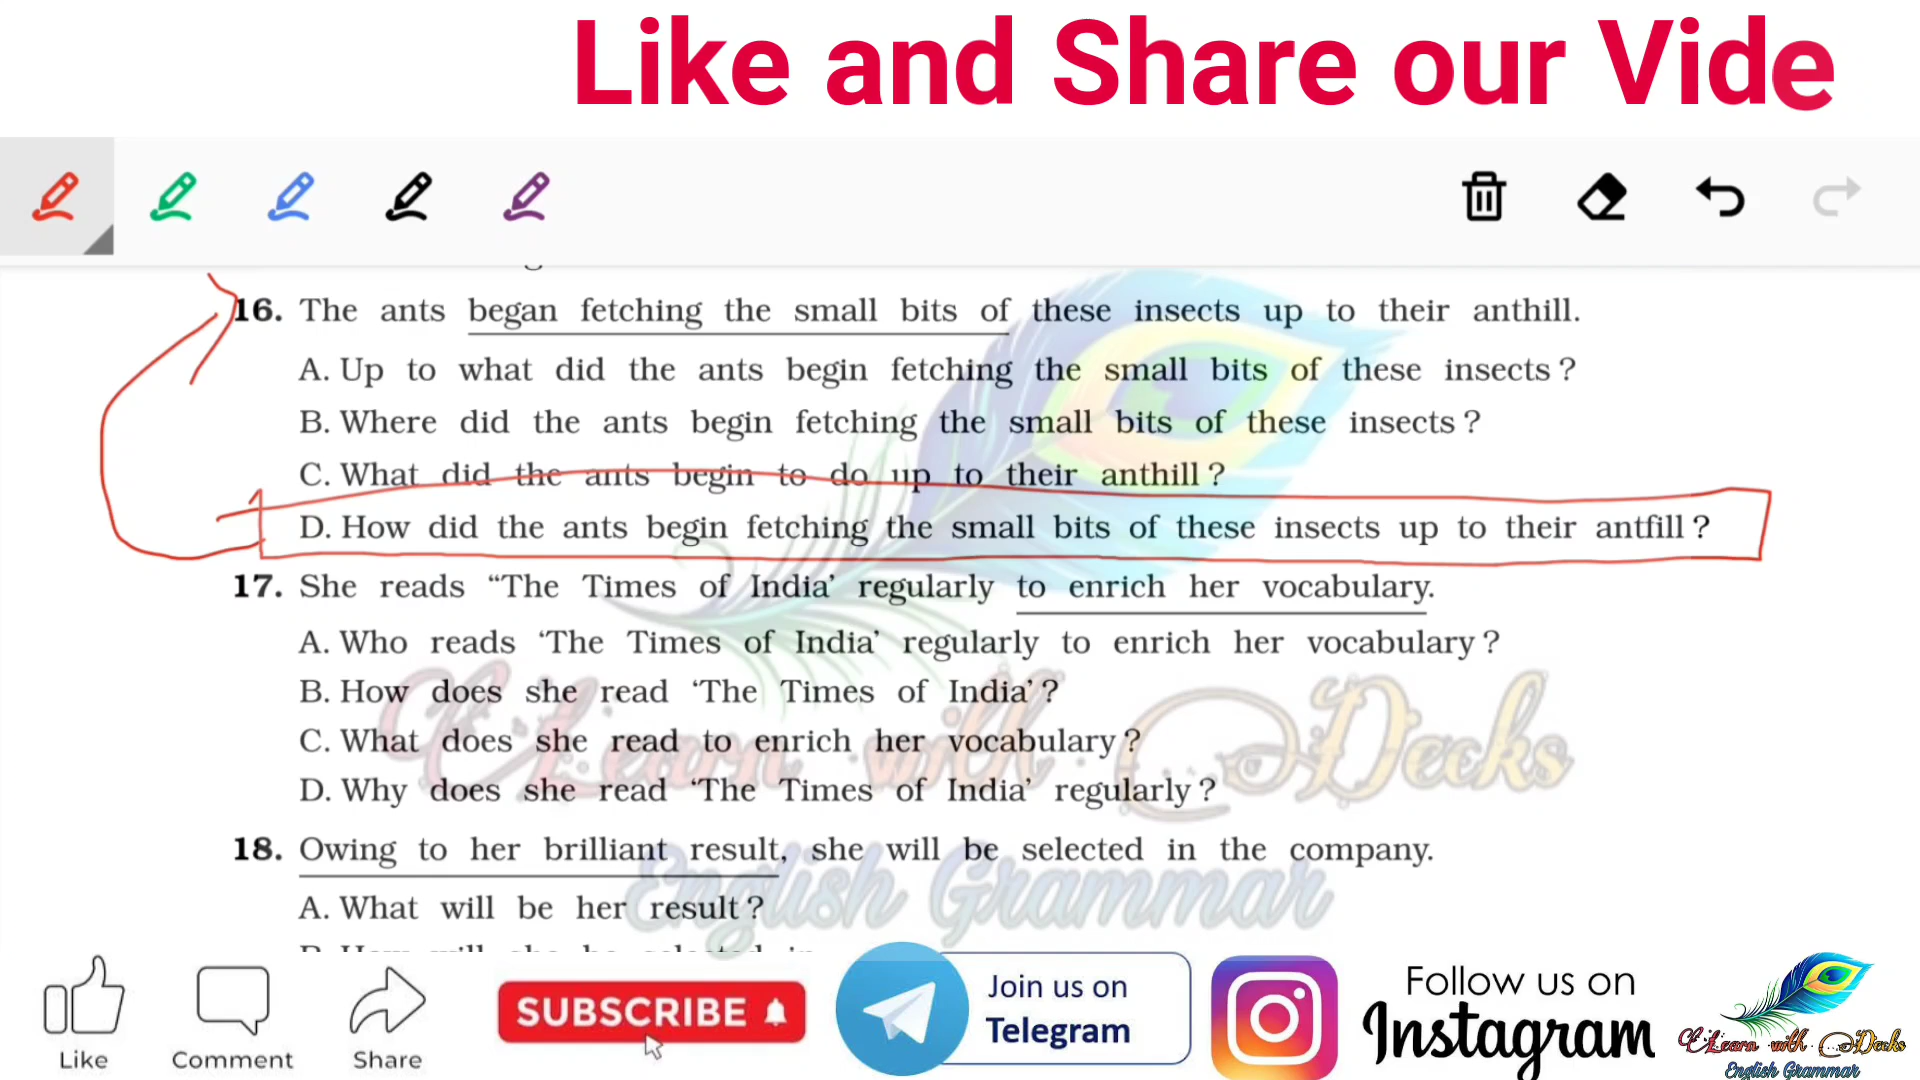 Like and Share our Vide
16. The ants began fetching the small bits of these insects up to their anthill.
A. Up to what did the ants begin fetching the small bits of these insects ?
B. Where did the ants begin fetching the small bits of these insects ?
C. What did the ants begin to do up to their anthill ?
D. How did the ants begin fetching the small bits of these insects up to their antfill ?
17. She reads “The Times of India’ regularly to enrich her vocabulary.
A. Who reads ‘The Times of India’ regularly to enrich her vocabulary ?
B. How does she read ‘The Times of India’ ?
C. What does she read to enrich her vocabulary ?
D. Why does she read ‘The Times of India’ regularly ?
18. Owing to her brilliant result, she will be selected in the company.
A. What will be her result ?
Learn with Decks
English Grammar
Like
Comment
Share
SUBSCRIBE
Join us on
Telegram
Follow us on
Instagram
Learn with Decks
English Grammar